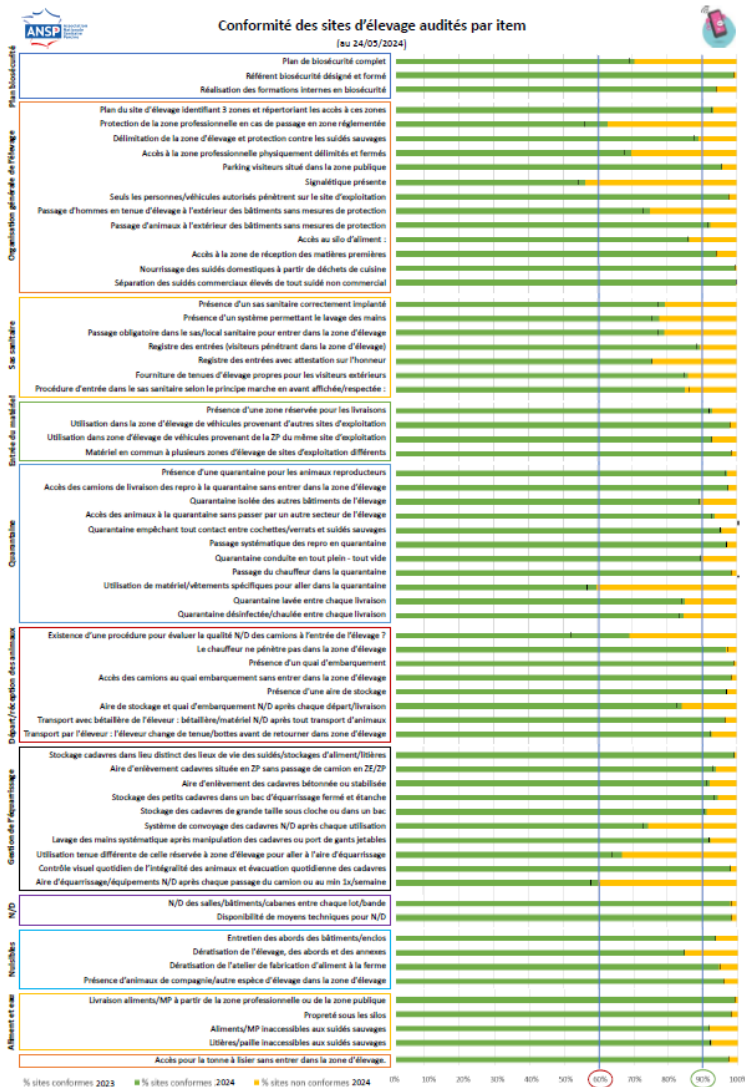 ANSP
Conformité des sites d'élevage audités par item
(au 24/05/2024)
Plan biosécurité
Plan de biosécurité complet
Référent biosécurité désigné et formé
Réalisation des formations internes en biosécurité
Organisation générale de l'élevage
Plan du site d'élevage identifiant 3 zones et répertoriant les accès à ces zones
Protection de la zone professionnelle en cas de passage en zone réglementée
Délimitation de la zone d'élevage et protection contre les suidés sauvages
Accès à la zone professionnelle physiquement délimités et fermés
Parking visiteurs situé dans la zone publique
Signalétique présente
Seuls les personnes/véhicules autorisés pénètrent sur le site d'exploitation
Passage d'hommes en tenue d'élevage à l'extérieur des bâtiments sans mesures de protection
Passage d'animaux à l'extérieur des bâtiments sans mesures de protection
Accès au silo d'aliment :
Accès à la zone de réception des matières premières
Nourrissage des suidés domestiques à partir de déchets de cuisine
Séparation des suidés commerciaux élevés de tout suidé non commercial
Sas sanitaire
Présence d'un sas sanitaire correctement implanté
Présence d'un système permettant le lavage des mains
Passage obligatoire dans le sas/local sanitaire pour entrer dans la zone d'élevage
Registre des entrées (visiteurs pénétrant dans la zone d'élevage)
Registre des entrées avec attestation sur l'honneur
Fourniture de tenues d'élevage propres pour les visiteurs extérieurs
Procédure d'entrée dans le sas sanitaire selon le principe marche en avant affichée/respectée :
Entrée du matériel
Présence d'une zone réservée pour les livraisons
Utilisation dans la zone d'élevage de véhicules provenant d'autres sites d'exploitation
Utilisation dans zone d'élevage de véhicules provenant de la ZP du même site d'exploitation
Matériel en commun à plusieurs zones d'élevage de sites d'exploitation différents
Quarantaine
Présence d'une quarantaine pour les animaux reproducteurs
Accès des camions de livraison des repro à la quarantaine sans entrer dans la zone d'élevage
Quarantaine isolée des autres bâtiments de l'élevage
Accès des animaux à la quarantaine sans passer par un autre secteur de l'élevage
Quarantaine empêchant tout contact entre cochettes/verrats et suidés sauvages
Passage systématique des repro en quarantaine
Quarantaine conduite en tout plein - tout vide
Passage du chauffeur dans la quarantaine
Utilisation de matériel/vêtements spécifiques pour aller dans la quarantaine
Quarantaine lavée entre chaque livraison
Quarantaine désinfectée/chaulée entre chaque livraison
Départ/réception des animaux
Existence d'une procédure pour évaluer la qualité N/D des camions à l'entrée de l'élevage ?
Le chauffeur ne pénètre pas dans la zone d'élevage
Présence d'un quai d'embarquement
Accès des camions au quai embarquement sans entrer dans la zone d'élevage
Présence d'une aire de stockage
Aire de stockage et quai d'embarquement N/D après chaque départ/livraison
Transport avec bétaillère de l'éleveur : bétaillère/matériel N/D après tout transport d'animaux
Transport par l'éleveur : l'éleveur change de tenue/bottes avant de retourner dans zone d'élevage
Gestion de l'équarrissage
Stockage cadavres dans lieu distinct des lieux de vies des suidés/stockages d'aliment/litières
Aire d'enlèvement cadavres située en ZP sans passage de camion en ZE/ZP
Aire d'enlèvement des cadavres bétonnée ou stabilisée
Stockage des petits cadavres dans un bac d'équarrissage fermé et étanche
Stockage des cadavres de grande taille sous cloche ou dans un bac
Système de convoyage des cadavres N/D après chaque utilisation
Lavage des mains systématique après manipulation des cadavres ou port de gants jetables
Utilisation tenue différente de celle réservée à zone d'élevage pour aller à l'aire d'équarrissage
Contrôle visuel quotidien de l'intégralité des animaux et évacuation quotidienne des cadavres
Aire d'équarrissage/équipements N/D après chaque passage du camion ou au min 1x/semaine
N/D
N/D des salles/bâtiments/cabanes entre chaque lot/bande
Disponibilité de moyens techniques pour N/D
Nuisibles
Entretien des abords des bâtiments/enclos
Dératisation de l'élevage, des abords et des annexes
Dératisation de l'atelier de fabrication d'aliment à la ferme
Présence d'animaux de compagnie/autre espèce d'élevage dans la zone d'élevage
Aliment et eau
Livraison aliments/MP à partir de la zone professionnelle ou de la zone publique
Propreté sous les silos
Aliments/MP inaccessibles aux suidés sauvages
Litières/paille inaccessibles aux suidés sauvages
Accès pour la tonne à lisier sans entrer dans la zone d'élevage.
% sites conformes 2023
% sites conformes 2024
% sites non conformes 2024
0% 10% 20% 30% 40% 50% 60% 70% 80% 90% 100%